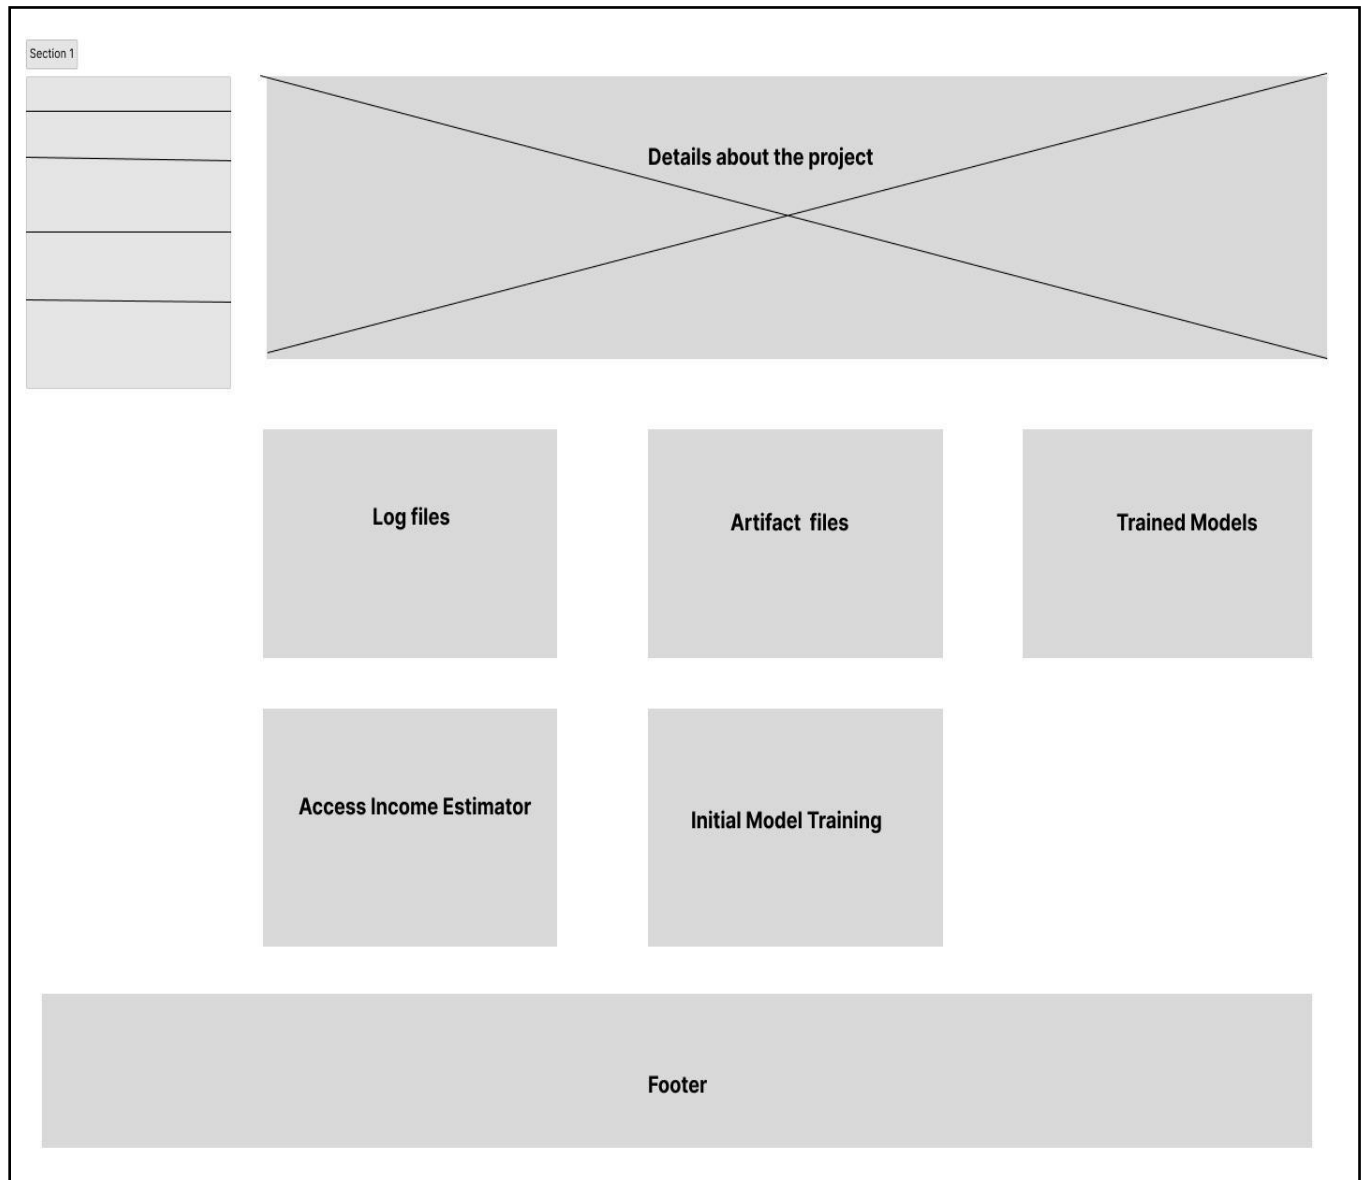 Section 1
Details about the project
Log files
Artifact  files
Trained Models
Access Income Estimator
Initial Model Training
Footer